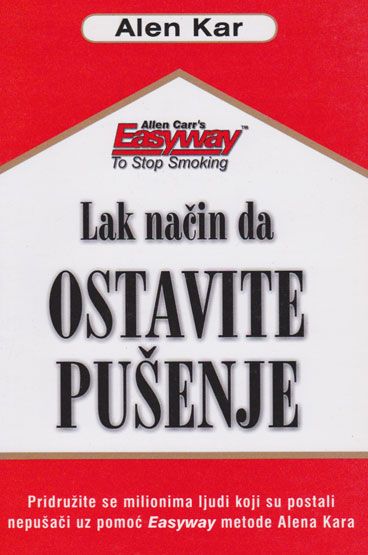 Alen Kar
Allen Carr's
Easyway™
To Stop Smoking
Lak način da
OSTAVITE
PUŠENJE
Pridružite se milionima ljudi koji su postali
nepušači uz pomoć Easyway metode Alena Kara